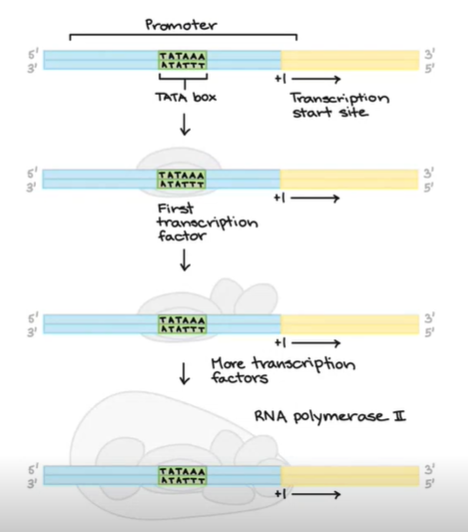 Promoter
5' TATAAA 3'
3' ATATTT 5'
+1
TATA box
Transcription
start site
5' TATAAA 3'
3' ATATTT 5'
+1
First
transcription
factor
5' TATAAA 3'
3' ATATTT 5'
+1
More transcription
factors
RNA polymerase II
5' TATAAA 3'
3' ATATTT 5'
+1